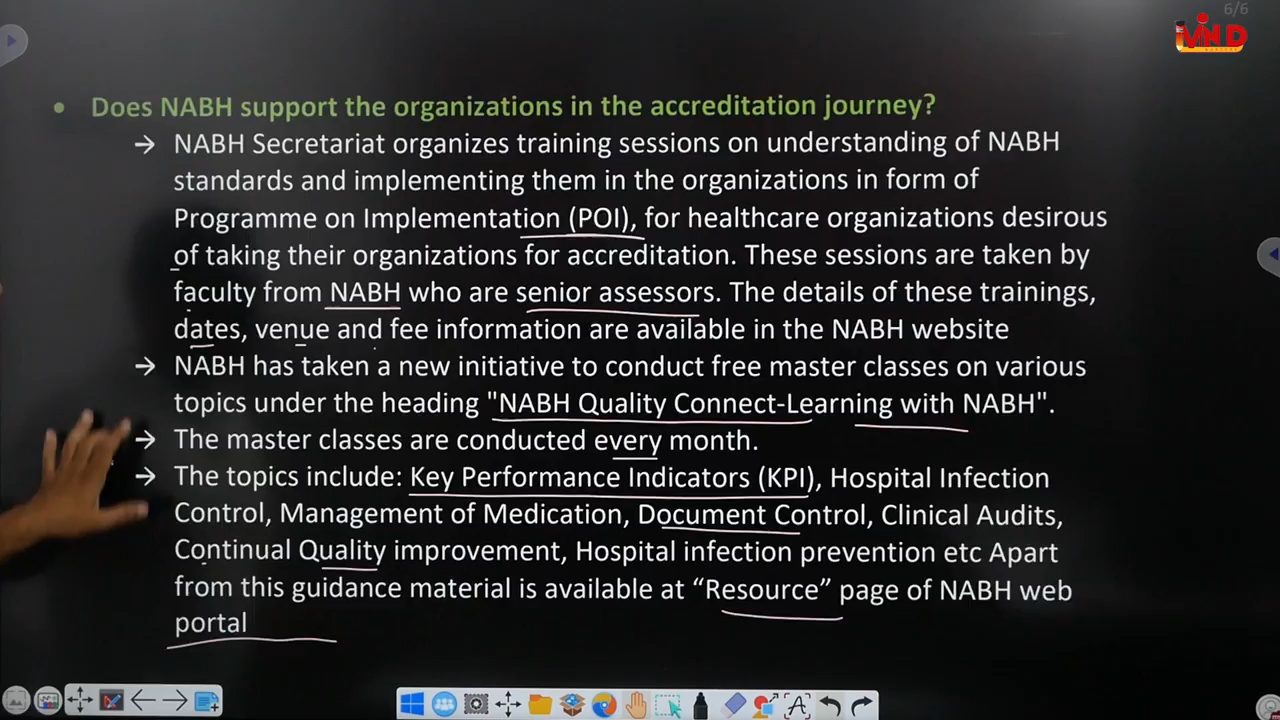 6/6
MIND
• Does NABH support the organizations in the accreditation journey?
→ NABH Secretariat organizes training sessions on understanding of NABH
standards and implementing them in the organizations in form of
Programme on Implementation (POI), for healthcare organizations desirous
of taking their organizations for accreditation. These sessions are taken by
faculty from NABH who are senior assessors. The details of these trainings,
dates, venue and fee information are available in the NABH website
→ NABH has taken a new initiative to conduct free master classes on various
topics under the heading "NABH Quality Connect-Learning with NABH".
→ The master classes are conducted every month.
→ The topics include: Key Performance Indicators (KPI), Hospital Infection
Control, Management of Medication, Document Control, Clinical Audits,
Continual Quality improvement, Hospital infection prevention etc Apart
from this guidance material is available at “Resource” page of NABH web
portal